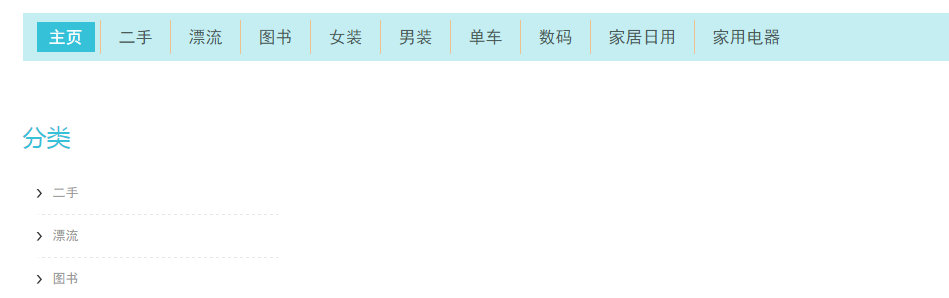 主页 二手 漂流 图书 女装 男装 单车 数码 家居日用 家用电器
分类
二手
漂流
图书